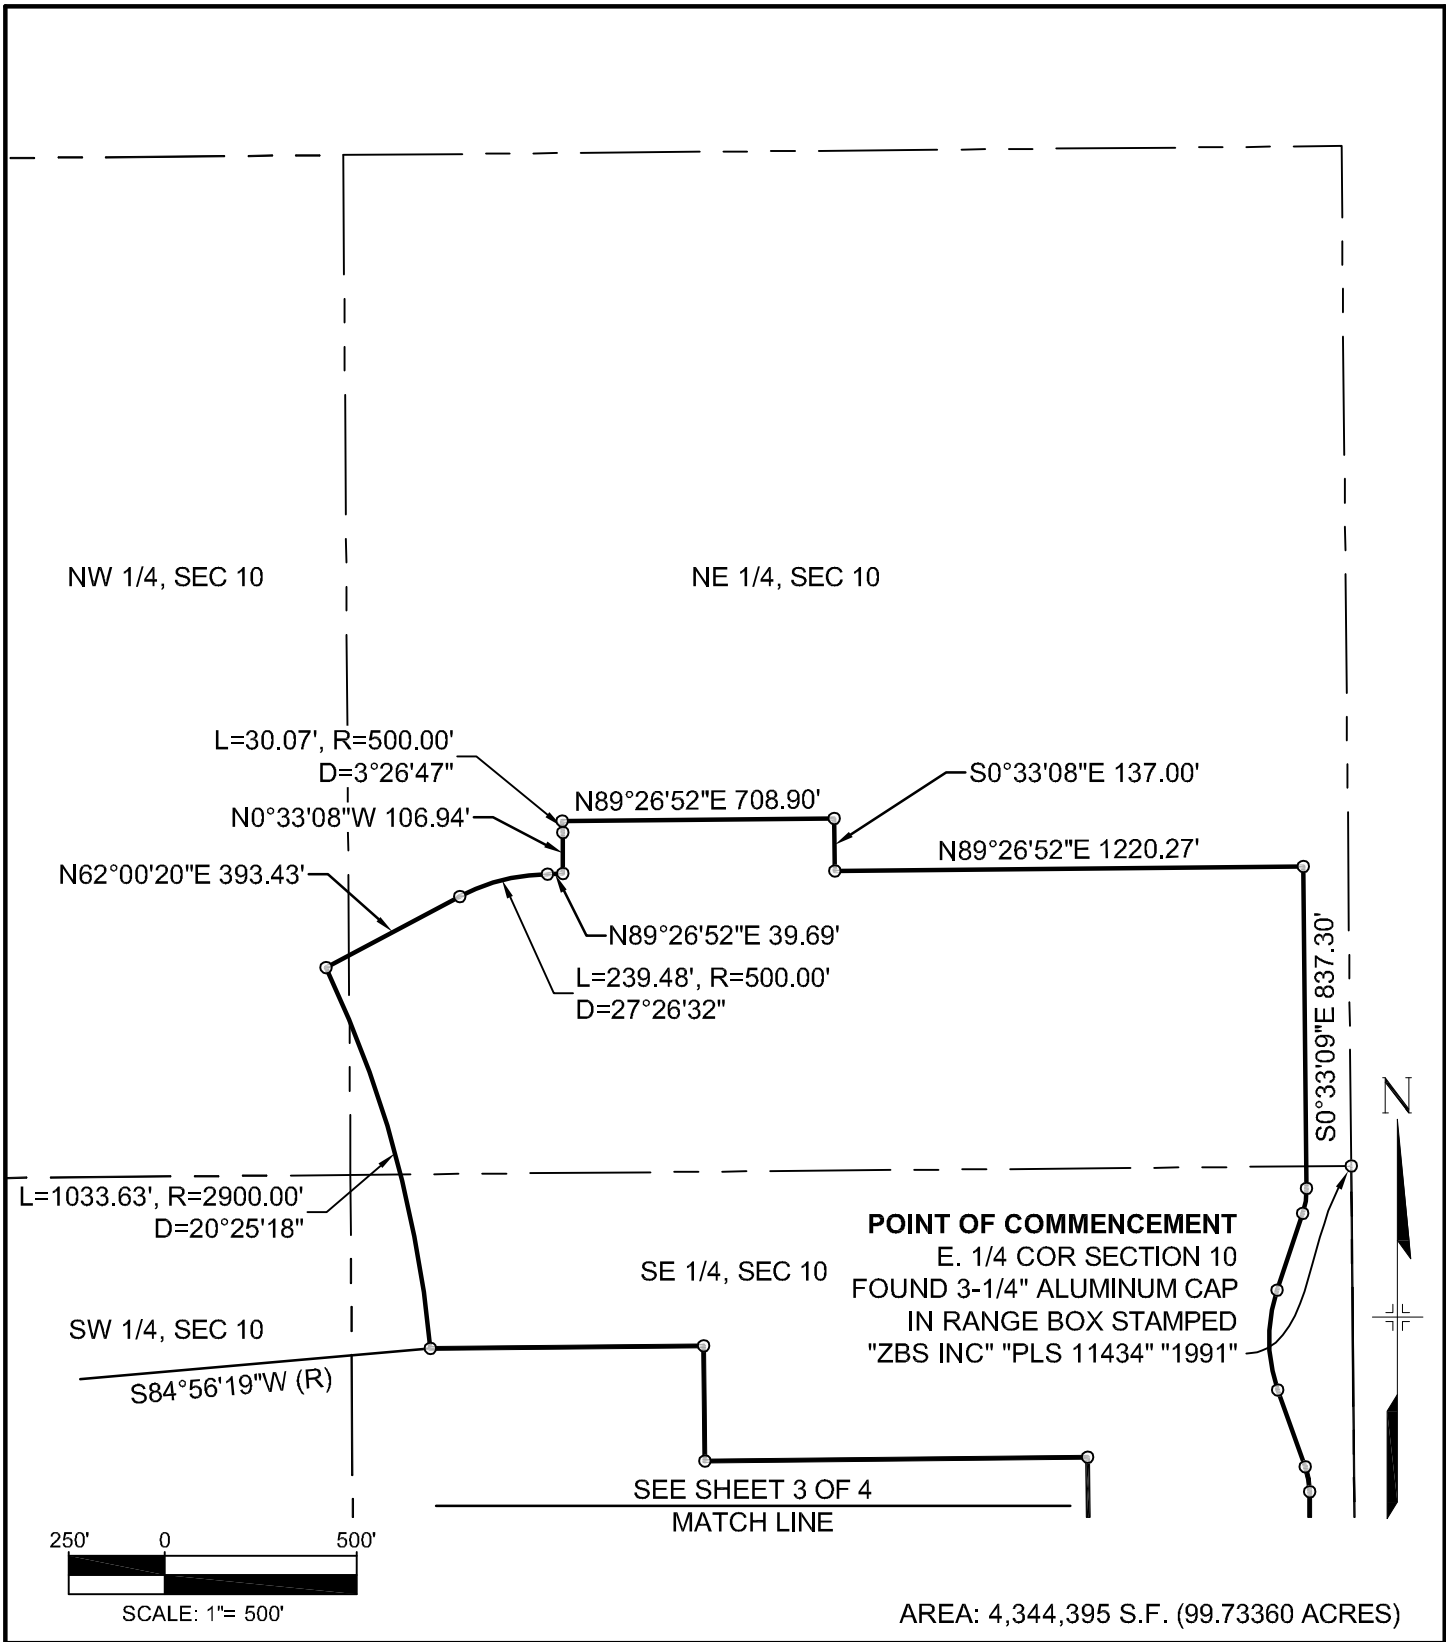 NW 1/4, SEC 10
NE 1/4, SEC 10
L=30.07', R=500.00'
D=3°26'47"
N0°33'08"W 106.94'
N62°00'20"E 393.43'
N89°26'52"E 708.90'
S0°33'08"E 137.00'
N89°26'52"E 1220.27'
N89°26'52"E 39.69'
L=239.48', R=500.00'
D=27°26'32"
S0°33'09"E 837.30'
N
L=1033.63', R=2900.00'
D=20°25'18"
POINT OF COMMENCEMENT
E. 1/4 COR SECTION 10
FOUND 3-1/4" ALUMINUM CAP
IN RANGE BOX STAMPED
"ZBS INC" "PLS 11434" "1991"
SE 1/4, SEC 10
SW 1/4, SEC 10
S84°56'19"W (R)
SEE SHEET 3 OF 4
MATCH LINE
250' 0 500'
SCALE: 1"= 500'
AREA: 4,344,395 S.F. (99.73360 ACRES)